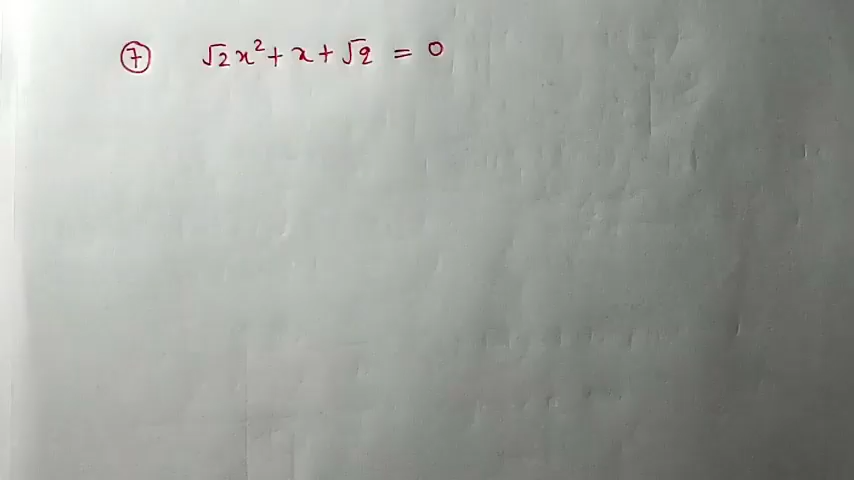 ⑦ √2x² + x + √2 = 0